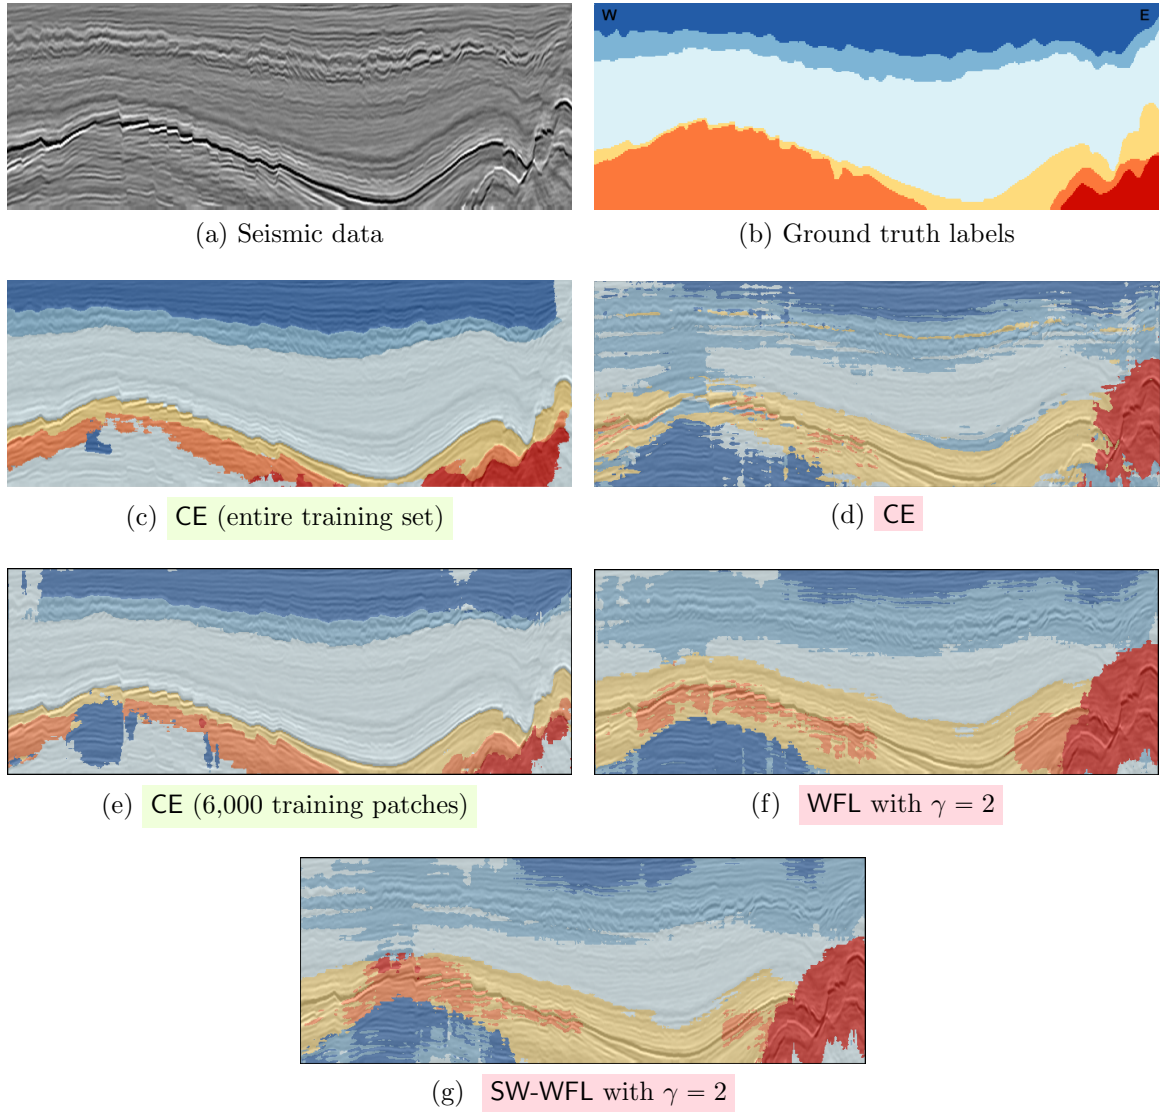 W E
(a) Seismic data
(b) Ground truth labels
(c) CE (entire training set)
(d) CE
(e) CE (6,000 training patches)
(f) WFL with γ = 2
(g) SW-WFL with γ = 2